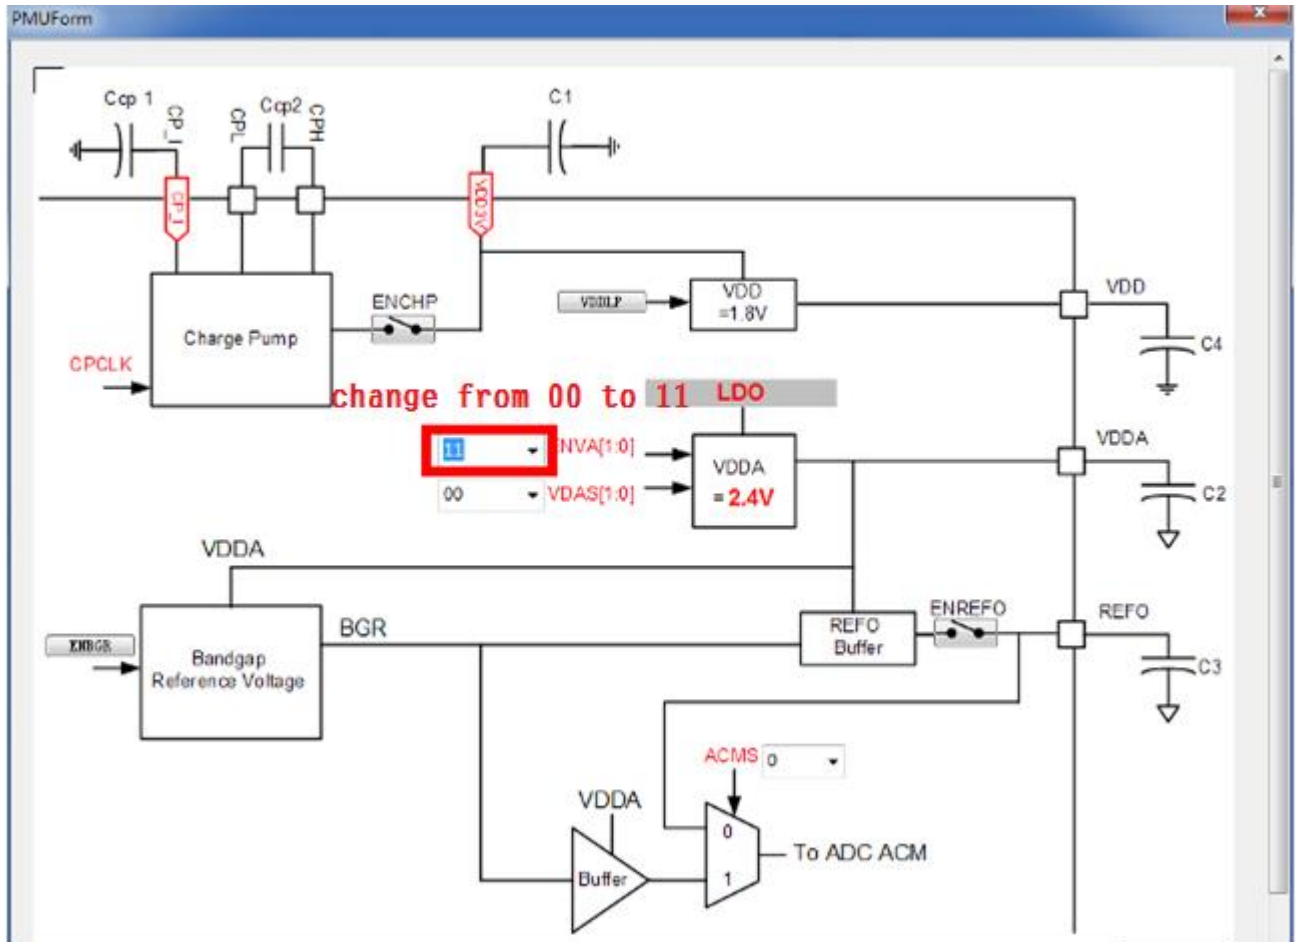 PMUForm
Ccp 1
CP_I
CPL
Ccp2
CPH
C1
CP_I
VDD3V
Charge Pump
CPCLK
ENCHP
VDDLP
VDD
=1.8V
VDD
C4
change from 00 to 11
LDO
11
ENVA[1:0]
00
VDAS[1:0]
VDDA
= 2.4V
VDDA
C2
VDDA
ENBGR
Bandgap
Reference Voltage
BGR
REFO
Buffer
ENREFO
REFO
C3
ACMS
0
VDDA
Buffer
0
1
To ADC ACM